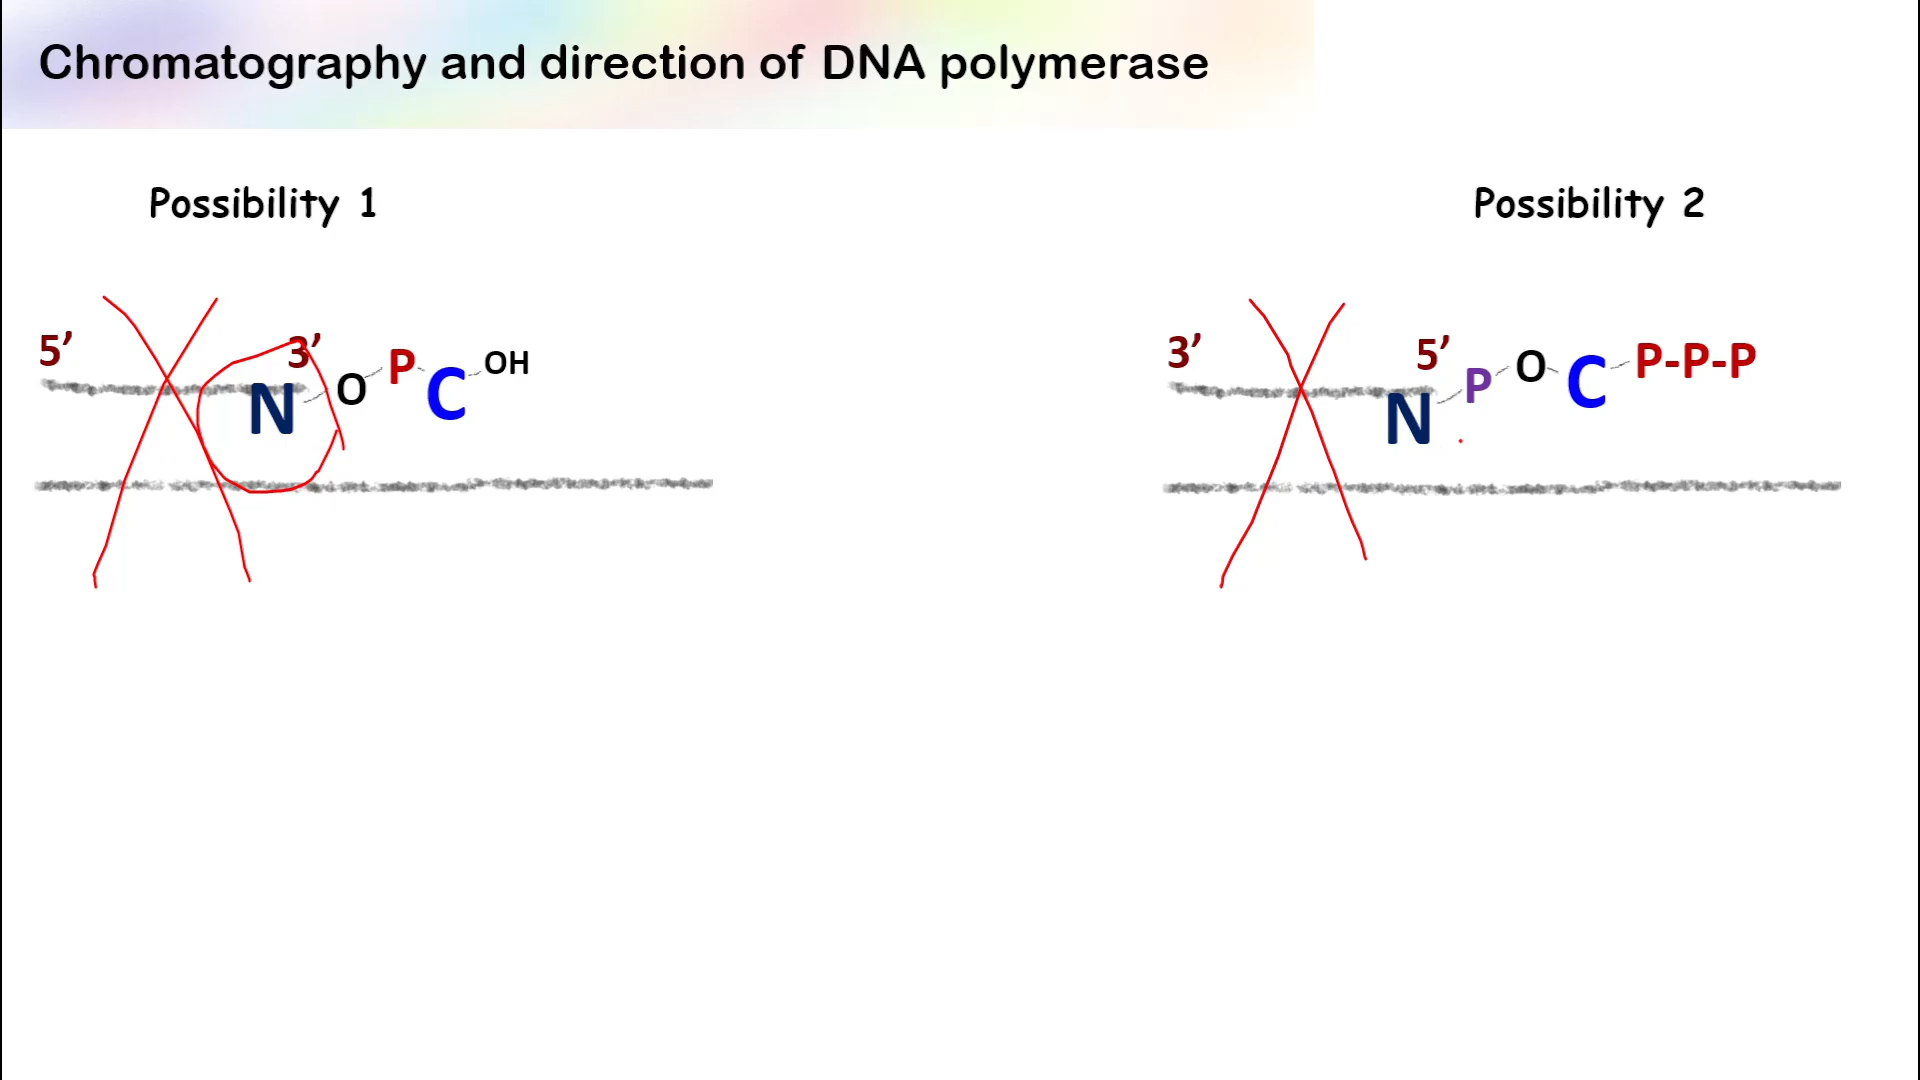 Chromatography and direction of DNA polymerase
Possibility 1
Possibility 2
5’ 3’
N O P C OH
3’ 5’
N P O C P-P-P